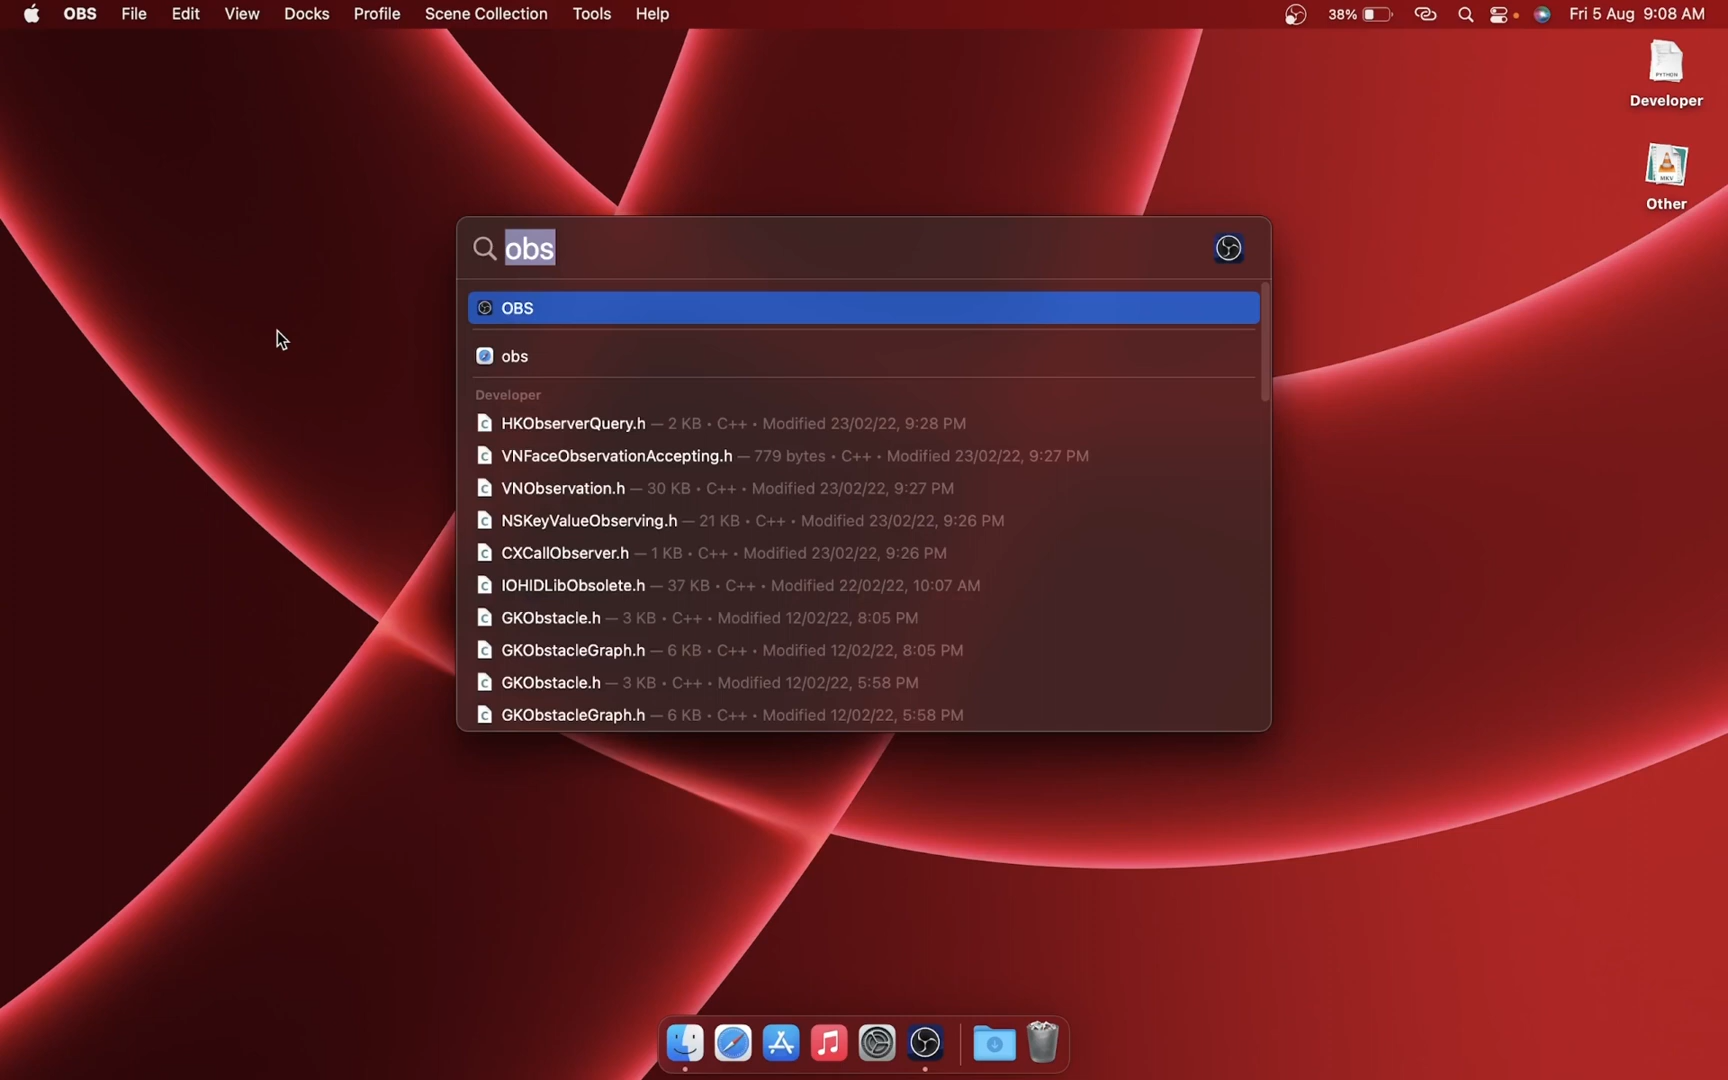 OBS File Edit View Docks Profile Scene Collection Tools Help 38% Fri 5 Aug 9:08 AM
PYTHON
Developer
MKV
Other
obs
OBS
obs
Developer
HKObserverQuery.h — 2 KB • C++ • Modified 23/02/22, 9:28 PM
VNFaceObservationAccepting.h — 779 bytes • C++ • Modified 23/02/22, 9:27 PM
VNObservation.h — 30 KB • C++ • Modified 23/02/22, 9:27 PM
NSKeyValueObserving.h — 21 KB • C++ • Modified 23/02/22, 9:26 PM
CXCallObserver.h — 1 KB • C++ • Modified 23/02/22, 9:26 PM
IOHIDLibObsolete.h — 37 KB • C++ • Modified 22/02/22, 10:07 AM
GKObstacle.h — 3 KB • C++ • Modified 12/02/22, 8:05 PM
GKObstacleGraph.h — 6 KB • C++ • Modified 12/02/22, 8:05 PM
GKObstacle.h — 3 KB • C++ • Modified 12/02/22, 5:58 PM
GKObstacleGraph.h — 6 KB • C++ • Modified 12/02/22, 5:58 PM